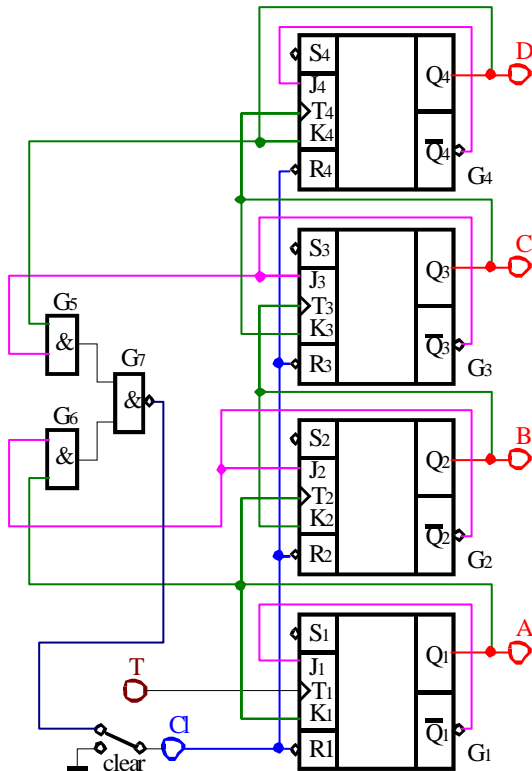 S4
J4
T4
K4
R4
Q4
Q4
G4
D
S3
J3
T3
K3
R3
Q3
Q3
G3
C
G5
&
G7
&
G6
&
S2
J2
T2
K2
R2
Q2
Q2
G2
B
S1
J1
T1
K1
R1
Q1
Q1
G1
A
T
Cl
clear